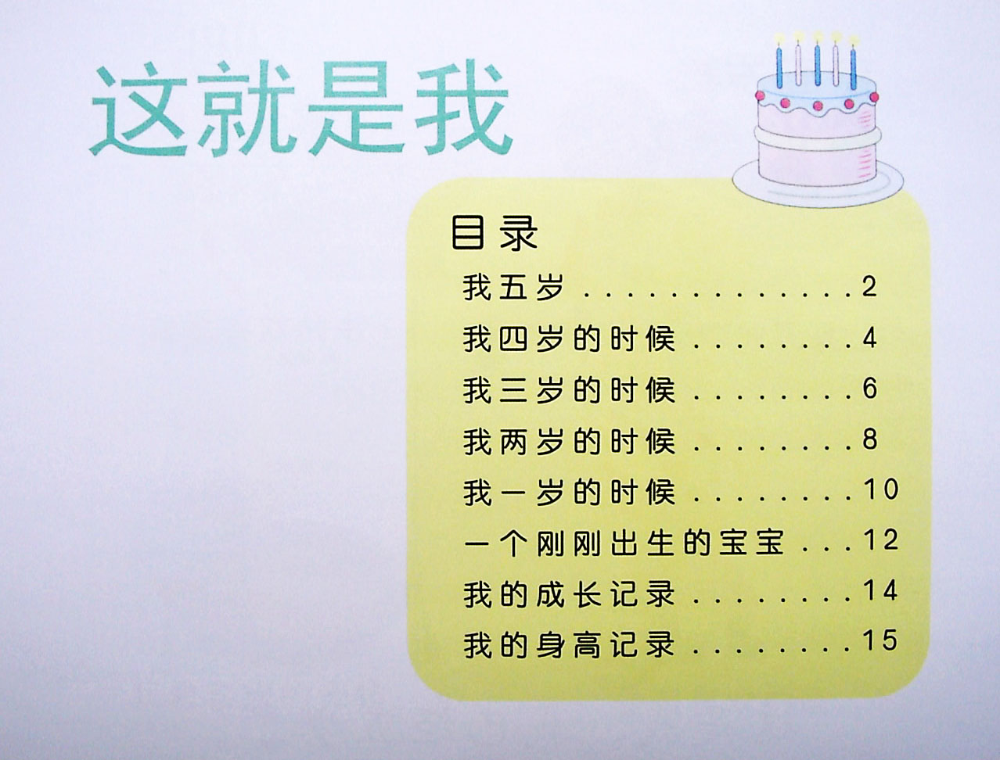 这就是我
目录
我五岁 . . . . . . . . . . . . . 2
我四岁的时候 . . . . . . . . 4
我三岁的时候 . . . . . . . . 6
我两岁的时候 . . . . . . . . 8
我一岁的时候 . . . . . . . . 10
一个刚刚出生的宝宝 . . . 12
我的成长记录 . . . . . . . . 14
我的身高记录 . . . . . . . . 15